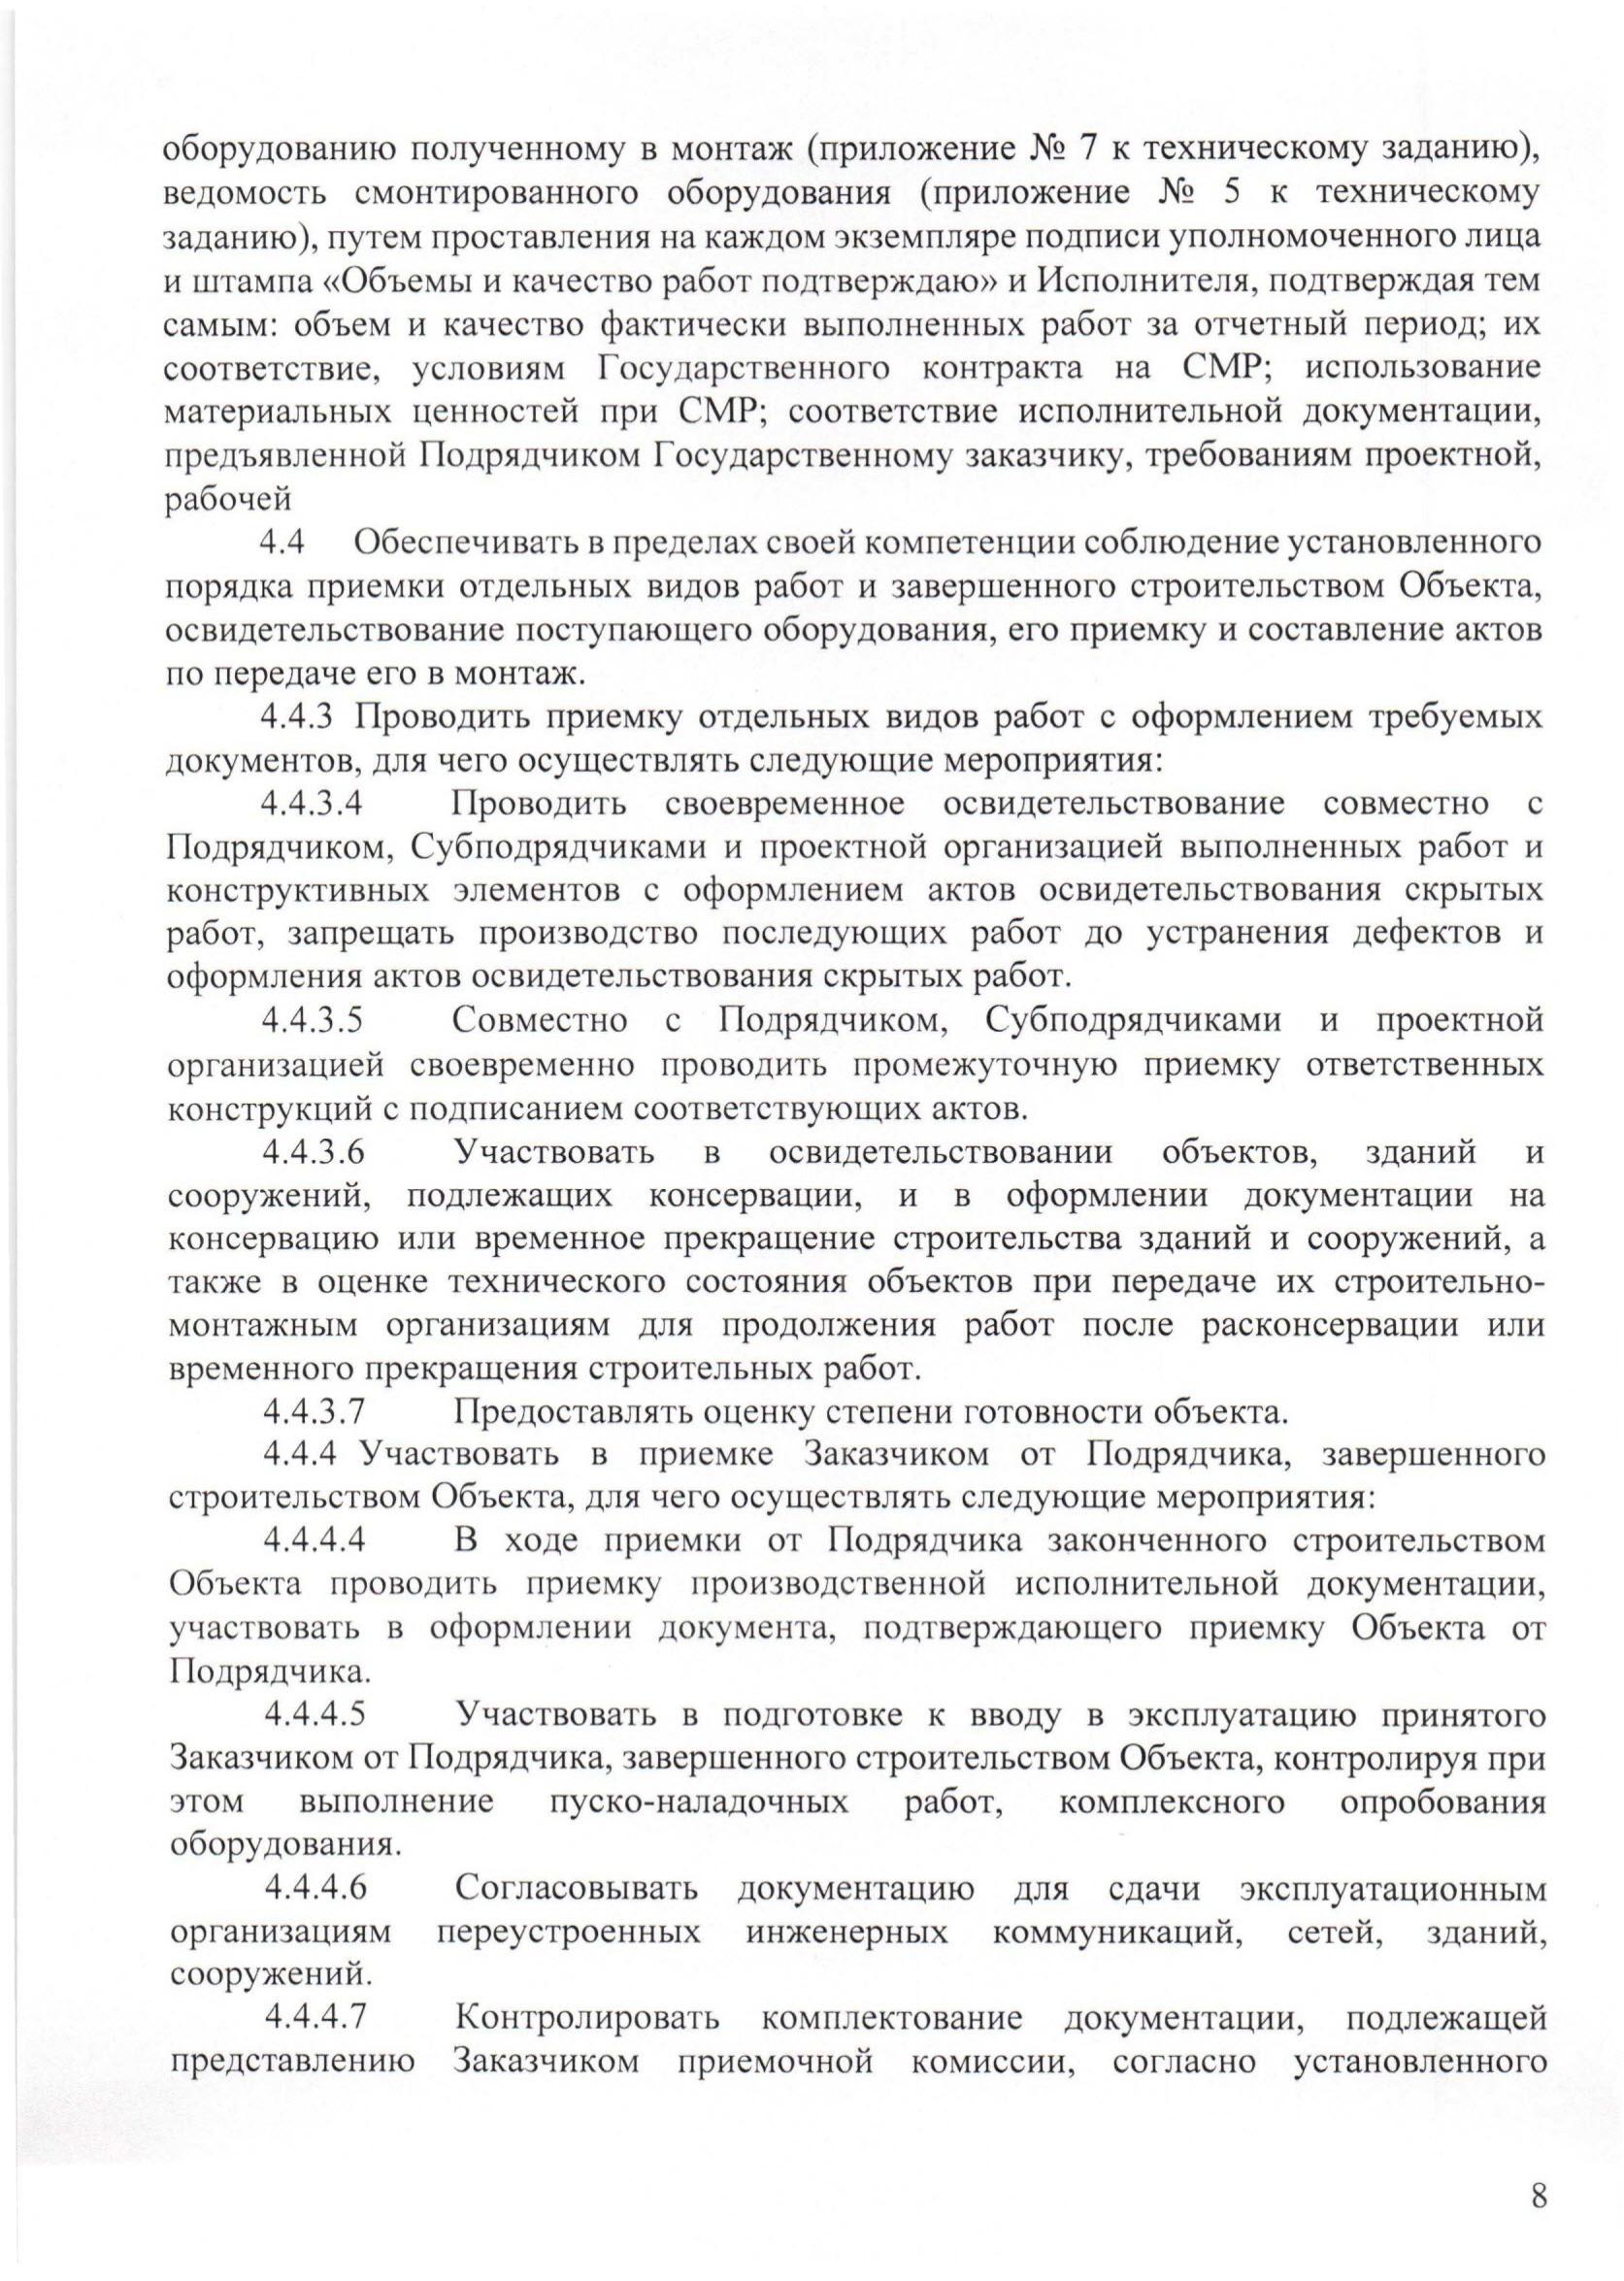 оборудованию полученному в монтаж (приложение № 7 к техническому заданию),
ведомость смонтированного оборудования (приложение № 5 к техническому
заданию), путем проставления на каждом экземпляре подписи уполномоченного лица
и штампа «Объемы и качество работ подтверждаю» и Исполнителя, подтверждая тем
самым: объем и качество фактически выполненных работ за отчетный период; их
соответствие, условиям Государственного контракта на СМР; использование
материальных ценностей при СМР; соответствие исполнительной документации,
предъявленной Подрядчиком Государственному заказчику, требованиям проектной,
рабочей
4.4 Обеспечивать в пределах своей компетенции соблюдение установленного
порядка приемки отдельных видов работ и завершенного строительством Объекта,
освидетельствование поступающего оборудования, его приемку и составление актов
по передаче его в монтаж.
4.4.3 Проводить приемку отдельных видов работ с оформлением требуемых
документов, для чего осуществлять следующие мероприятия:
4.4.3.4 Проводить своевременное освидетельствование совместно с
Подрядчиком, Субподрядчиками и проектной организацией выполненных работ и
конструктивных элементов с оформлением актов освидетельствования скрытых
работ, запрещать производство последующих работ до устранения дефектов и
оформления актов освидетельствования скрытых работ.
4.4.3.5 Совместно с Подрядчиком, Субподрядчиками и проектной
организацией своевременно проводить промежуточную приемку ответственных
конструкций с подписанием соответствующих актов.
4.4.3.6 Участвовать в освидетельствовании объектов, зданий и
сооружений, подлежащих консервации, и в оформлении документации на
консервацию или временное прекращение строительства зданий и сооружений, а
также в оценке технического состояния объектов при передаче их строительно-
монтажным организациям для продолжения работ после расконсервации или
временного прекращения строительных работ.
4.4.3.7 Предоставлять оценку степени готовности объекта.
4.4.4 Участвовать в приемке Заказчиком от Подрядчика, завершенного
строительством Объекта, для чего осуществлять следующие мероприятия:
4.4.4.4 В ходе приемки от Подрядчика законченного строительством
Объекта проводить приемку производственной исполнительной документации,
участвовать в оформлении документа, подтверждающего приемку Объекта от
Подрядчика.
4.4.4.5 Участвовать в подготовке к вводу в эксплуатацию принятого
Заказчиком от Подрядчика, завершенного строительством Объекта, контролируя при
этом выполнение пуско-наладочных работ, комплексного опробования
оборудования.
4.4.4.6 Согласовывать документацию для сдачи эксплуатационным
организациям переустроенных инженерных коммуникаций, сетей, зданий,
сооружений.
4.4.4.7 Контролировать комплектование документации, подлежащей
представлению Заказчиком приемочной комиссии, согласно установленного
8